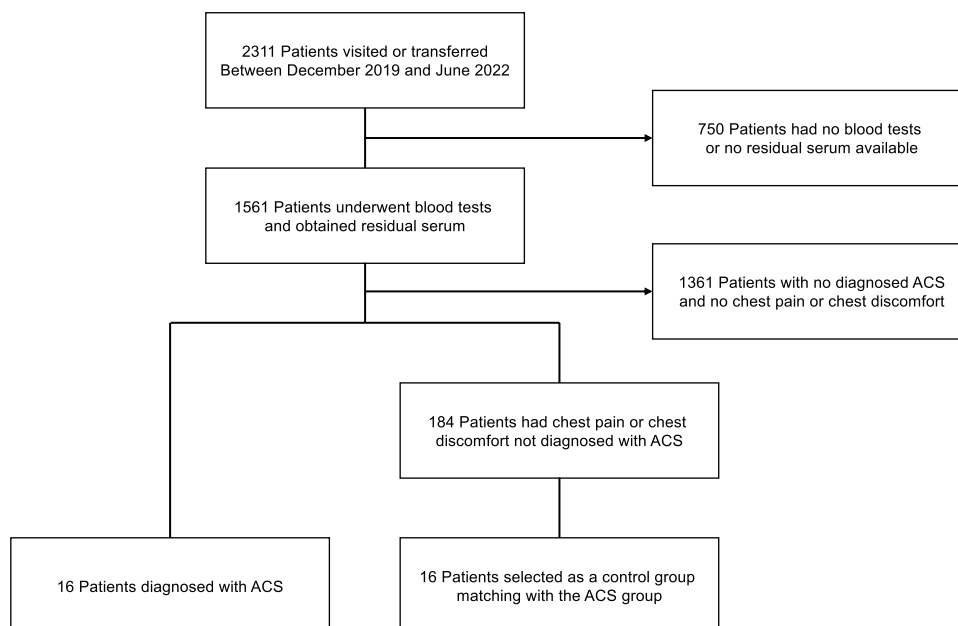 2311 Patients visited or transferred
Between December 2019 and June 2022
750 Patients had no blood tests
or no residual serum available
1561 Patients underwent blood tests
and obtained residual serum
1361 Patients with no diagnosed ACS
and no chest pain or chest discomfort
184 Patients had chest pain or chest
discomfort not diagnosed with ACS
16 Patients diagnosed with ACS
16 Patients selected as a control group
matching with the ACS group